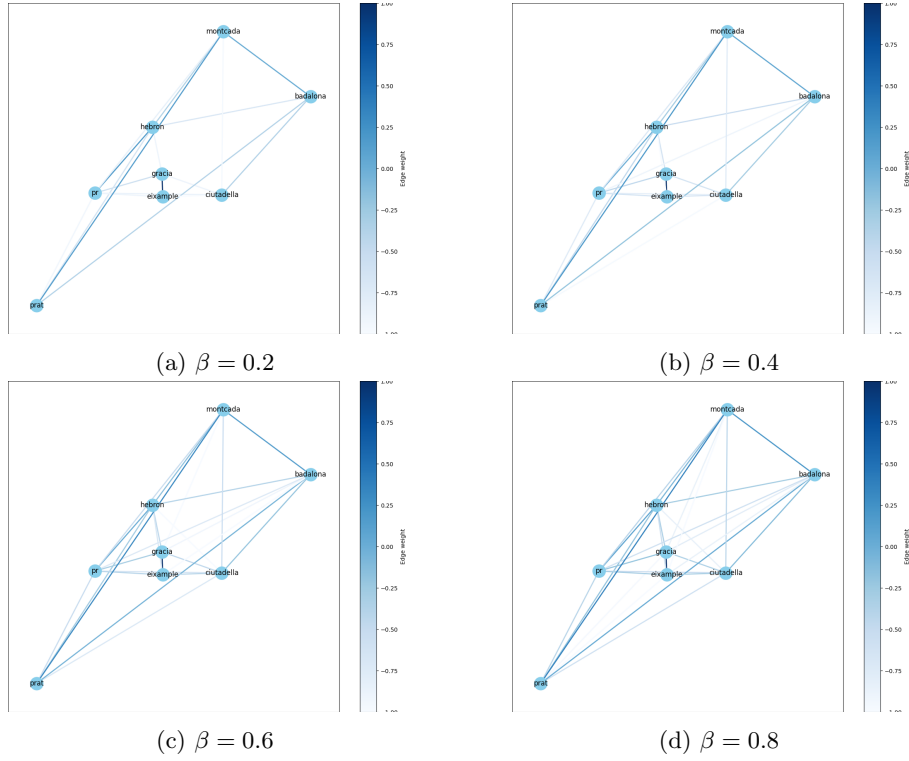 montcada
badalona
hebron
gracia
pr
eixample
ciutadella
prat
1.00
0.75
0.50
0.25
0.00
−0.25
−0.50
−0.75
−1.00
Edge weight
(a) β = 0.2
montcada
badalona
hebron
gracia
pr
eixample
ciutadella
prat
1.00
0.75
0.50
0.25
0.00
−0.25
−0.50
−0.75
−1.00
Edge weight
(b) β = 0.4
montcada
badalona
hebron
gracia
pr
eixample
ciutadella
prat
1.00
0.75
0.50
0.25
0.00
−0.25
−0.50
−0.75
−1.00
Edge weight
(c) β = 0.6
montcada
badalona
hebron
gracia
pr
eixample
ciutadella
prat
1.00
0.75
0.50
0.25
0.00
−0.25
−0.50
−0.75
−1.00
Edge weight
(d) β = 0.8